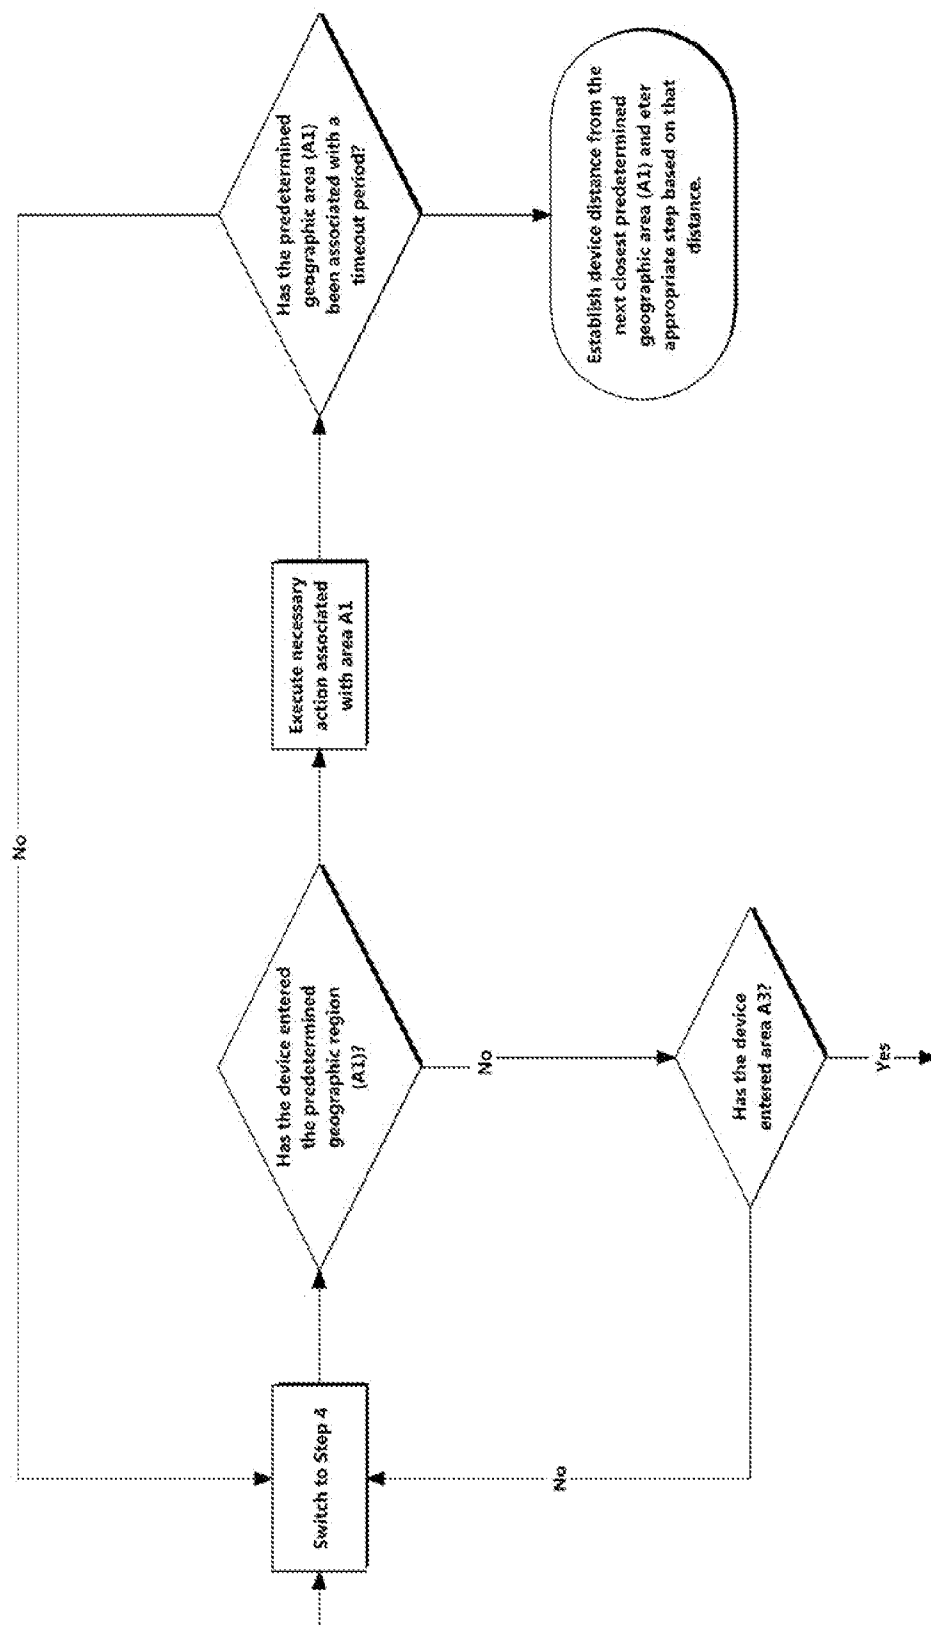 No
Switch to Step 4
Has the device entered
the predetermined
geographic region
(A1)?
Execute necessary
action associated
with area A1
Has the predetermined
geographic area (A1)
been associated with a
timeout period?
No
No
Has the device
entered area A3?
Yes
Establish device distance from the
next closest predetermined
geographic area (A1) and eter
appropriate step based on that
distance.